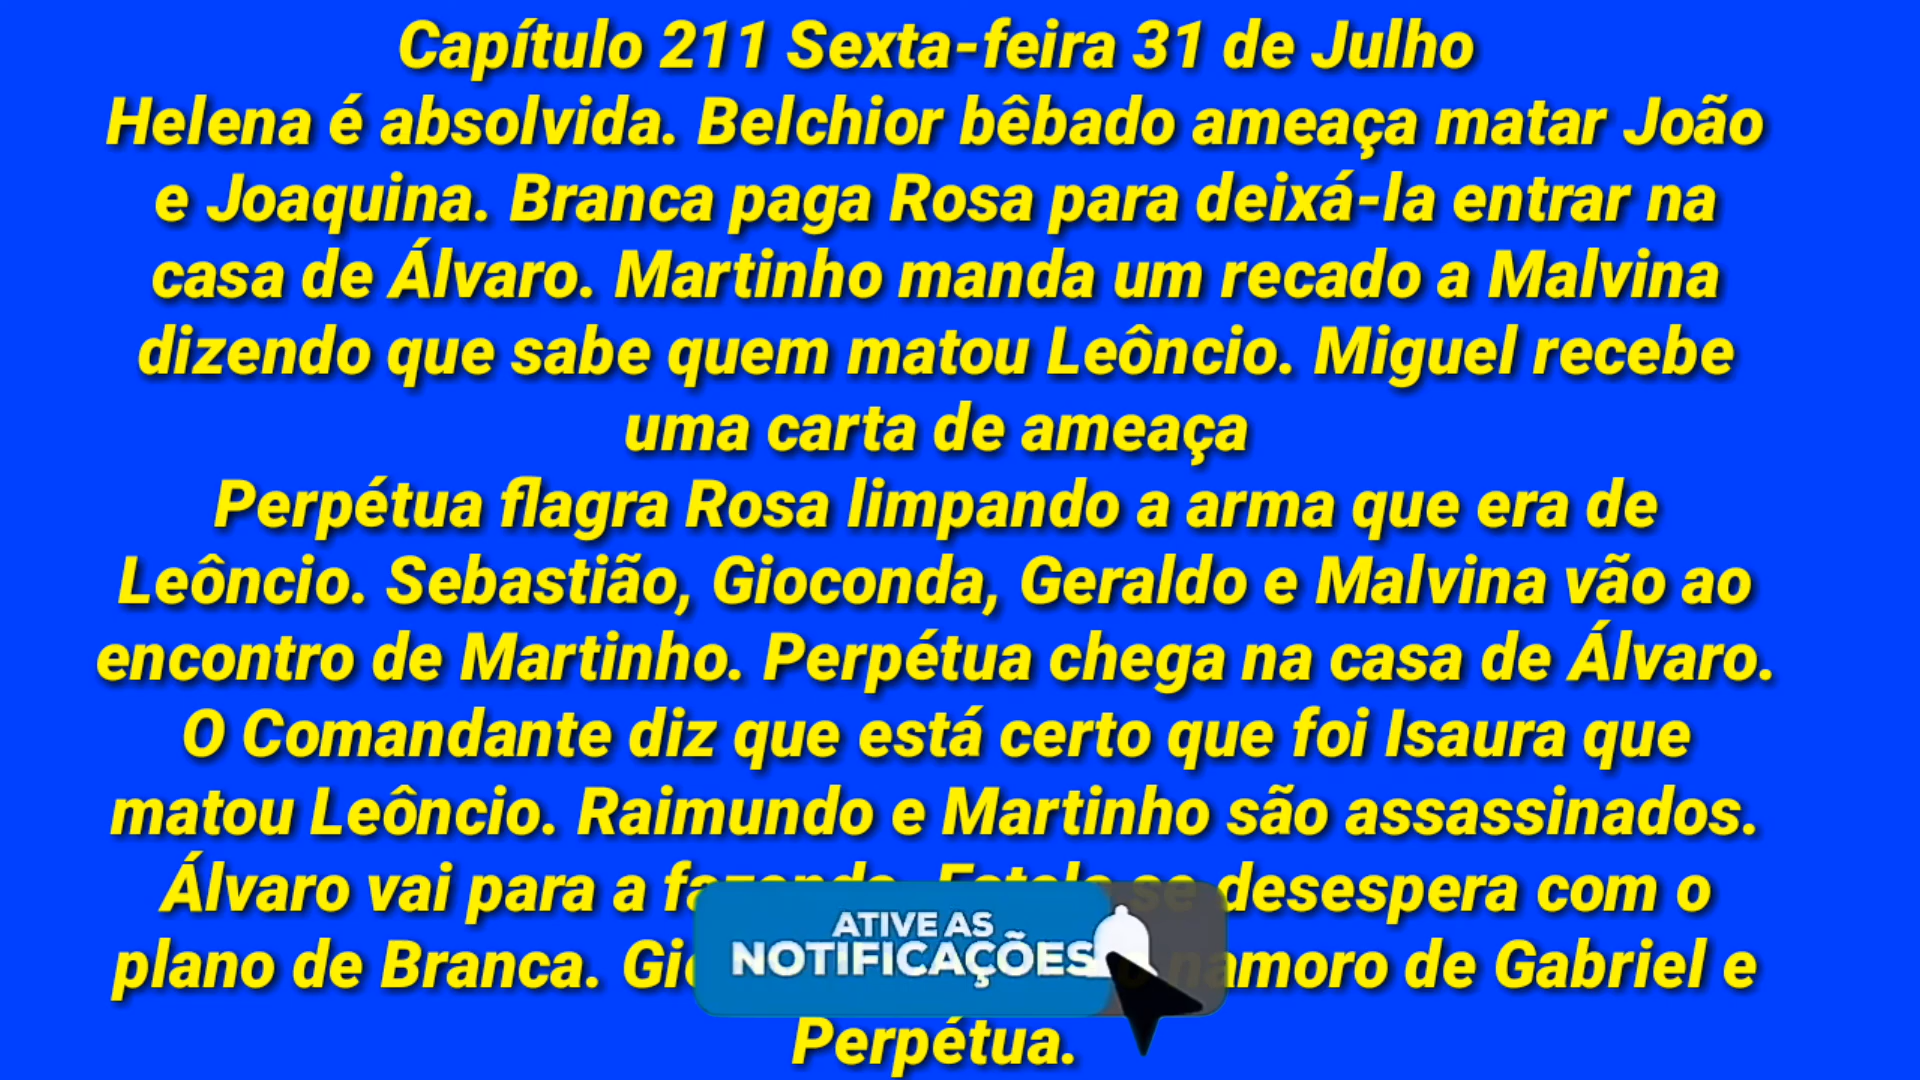 Capítulo 211 Sexta-feira 31 de Julho
Helena é absolvida. Belchior bêbado ameaça matar João
e Joaquina. Branca paga Rosa para deixá-la entrar na
casa de Álvaro. Martinho manda um recado a Malvina
dizendo que sabe quem matou Leôncio. Miguel recebe
uma carta de ameaça
Perpétua flagra Rosa limpando a arma que era de
Leôncio. Sebastião, Gioconda, Geraldo e Malvina vão ao
encontro de Martinho. Perpétua chega na casa de Álvaro.
O Comandante diz que está certo que foi Isaura que
matou Leôncio. Raimundo e Martinho são assassinados.
Álvaro vai para a fazenda. se desespera com o
plano de Branca. namoro de Gabriel e
ATIVE AS
NOTIFICAÇÕES
Perpétua.